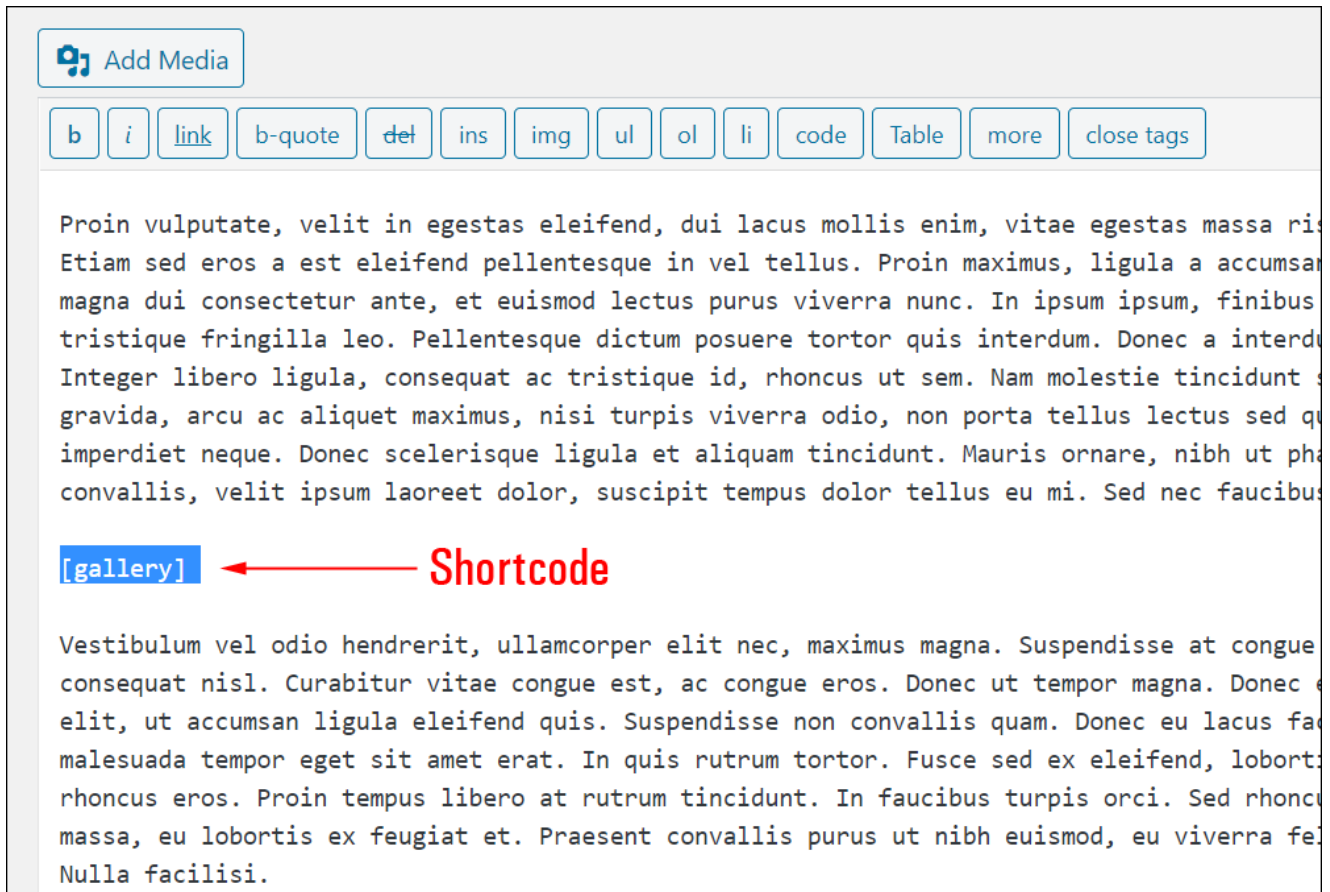 Add Media
b i link b-quote del ins img ul ol li code Table more close tags
Proin vulputate, velit in egestas eleifend, dui lacus mollis enim, vitae egestas massa
Etiam sed eros a est eleifend pellentesque in vel tellus. Proin maximus, ligula a
magna dui consectetur ante, et euismod lectus purus viverra nunc. In ipsum ipsum, finibus
tristique fringilla leo. Pellentesque dictum posuere tortor quis interdum. Donec a
Integer libero ligula, consequat ac tristique id, rhoncus ut sem. Nam molestie tincidunt
gravida, arcu ac aliquet maximus, nisi turpis viverra odio, non porta tellus lectus sed
imperdiet neque. Donec scelerisque ligula et aliquam tincidunt. Mauris ornare, nibh ut
convallis, velit ipsum laoreet dolor, suscipit tempus dolor tellus eu mi. Sed nec
[gallery] Shortcode
Vestibulum vel odio hendrerit, ullamcorper elit nec, maximus magna. Suspendisse at congue
consequat nisl. Curabitur vitae congue est, ac congue eros. Donec ut tempor magna. Donec
elit, ut accumsan ligula eleifend quis. Suspendisse non convallis quam. Donec eu lacus
malesuada tempor eget sit amet erat. In quis rutrum tortor. Fusce sed ex eleifend,
rhoncus eros. Proin tempus libero at rutrum tincidunt. In faucibus turpis orci. Sed
massa, eu lobortis ex feugiat et. Praesent convallis purus ut nibh euismod, eu viverra
Nulla facilisi.